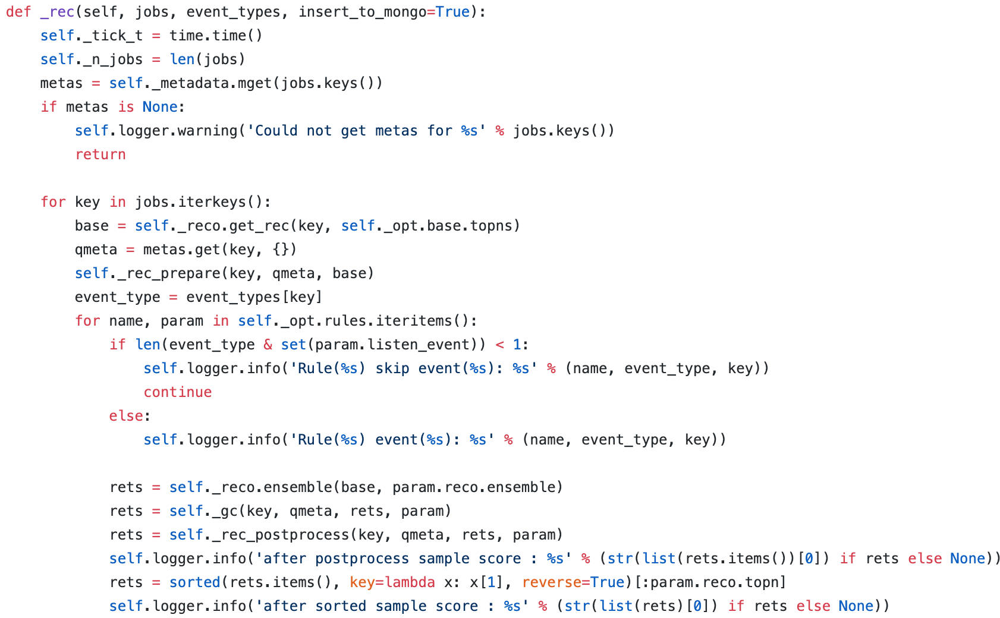 def _rec(self, jobs, event_types, insert_to_mongo=True):
    self._tick_t = time.time()
    self._n_jobs = len(jobs)
    metas = self._metadata.mget(jobs.keys())
    if metas is None:
        self.logger.warning('Could not get metas for %s' % jobs.keys())
        return

    for key in jobs.iterkeys():
        base = self._reco.get_rec(key, self._opt.base.topns)
        qmeta = metas.get(key, {})
        self._rec_prepare(key, qmeta, base)
        event_type = event_types[key]
        for name, param in self._opt.rules.iteritems():
            if len(event_type & set(param.listen_event)) < 1:
                self.logger.info('Rule(%s) skip event(%s): %s' % (name, event_type, key))
                continue
            else:
                self.logger.info('Rule(%s) event(%s): %s' % (name, event_type, key))

            rets = self._reco.ensemble(base, param.reco.ensemble)
            rets = self._gc(key, qmeta, rets, param)
            rets = self._rec_postprocess(key, qmeta, rets, param)
            self.logger.info('after postprocess sample score : %s' % (str(list(rets.items())[0]) if rets else None))
            rets = sorted(rets.items(), key=lambda x: x[1], reverse=True)[:param.reco.topn]
            self.logger.info('after sorted sample score : %s' % (str(list(rets)[0]) if rets else None))